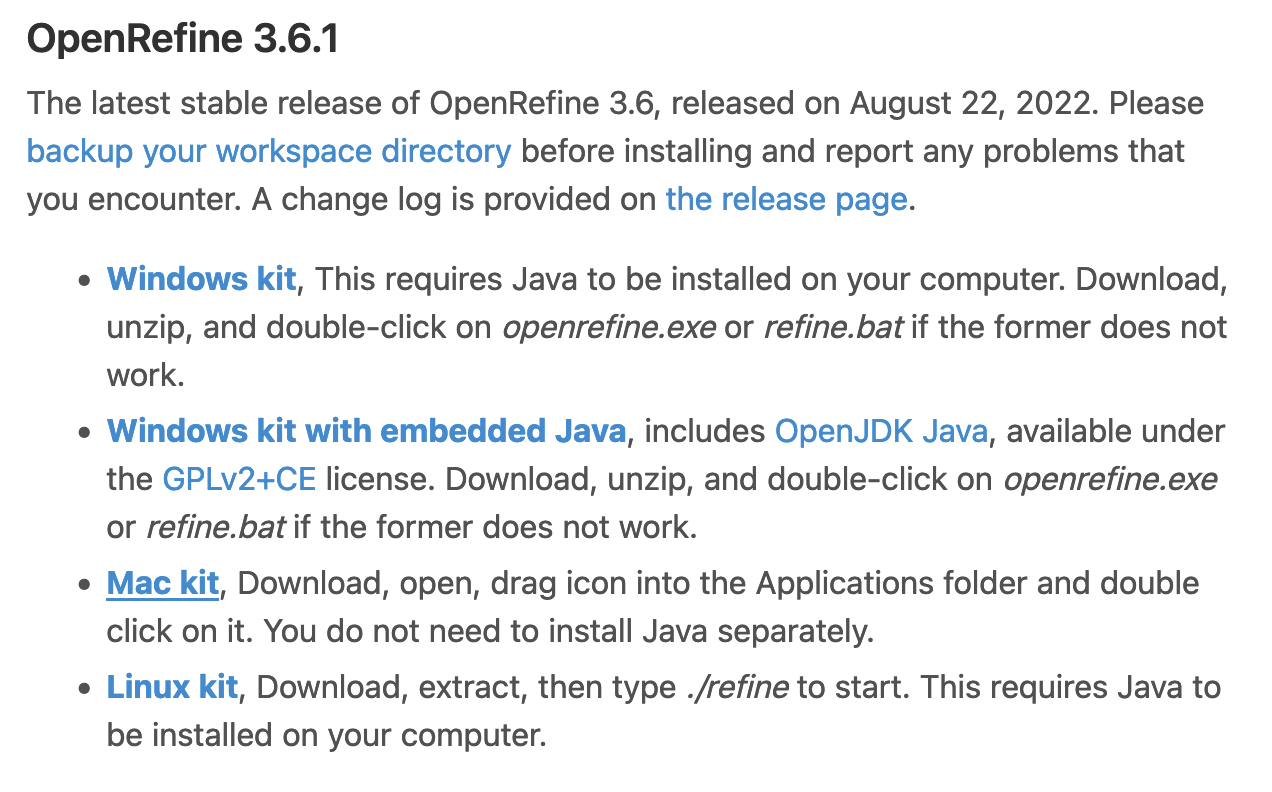 OpenRefine 3.6.1
The latest stable release of OpenRefine 3.6, released on August 22, 2022. Please
backup your workspace directory before installing and report any problems that
you encounter. A change log is provided on the release page.
• Windows kit, This requires Java to be installed on your computer. Download,
unzip, and double-click on openrefine.exe or refine.bat if the former does not
work.
• Windows kit with embedded Java, includes OpenJDK Java, available under
the GPLv2+CE license. Download, unzip, and double-click on openrefine.exe
or refine.bat if the former does not work.
• Mac kit, Download, open, drag icon into the Applications folder and double
click on it. You do not need to install Java separately.
• Linux kit, Download, extract, then type ./refine to start. This requires Java to
be installed on your computer.